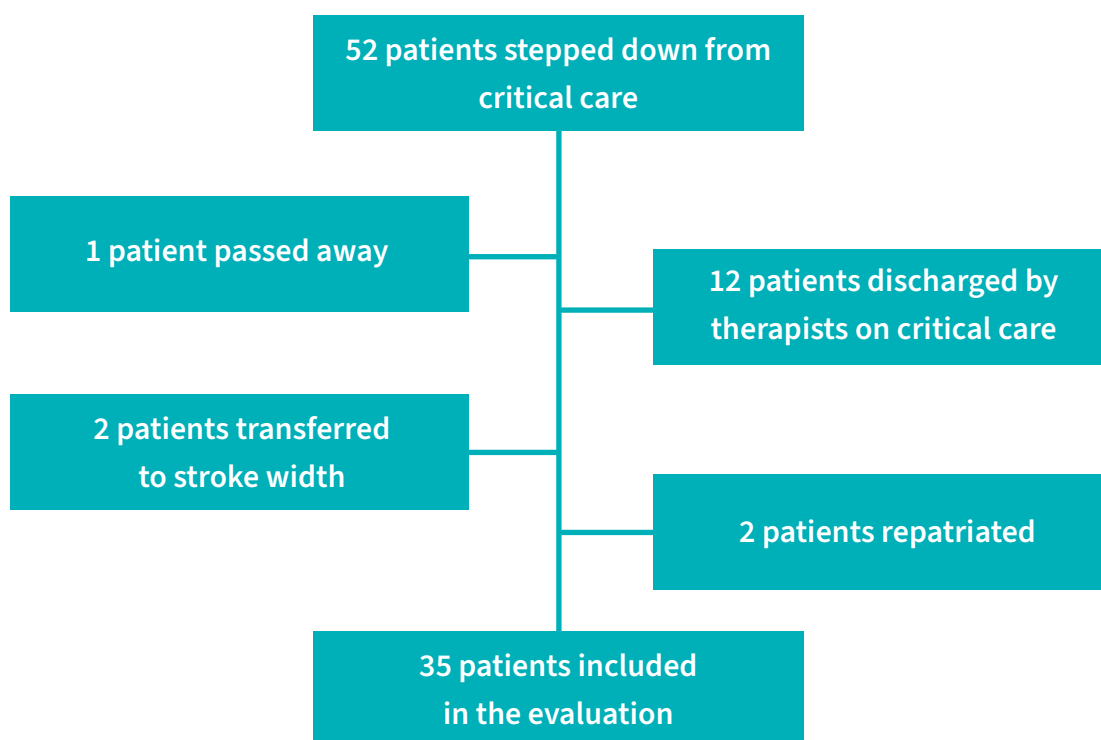 52 patients stepped down from
critical care
1 patient passed away
12 patients discharged by
therapists on critical care
2 patients transferred
to stroke width
2 patients repatriated
35 patients included
in the evaluation